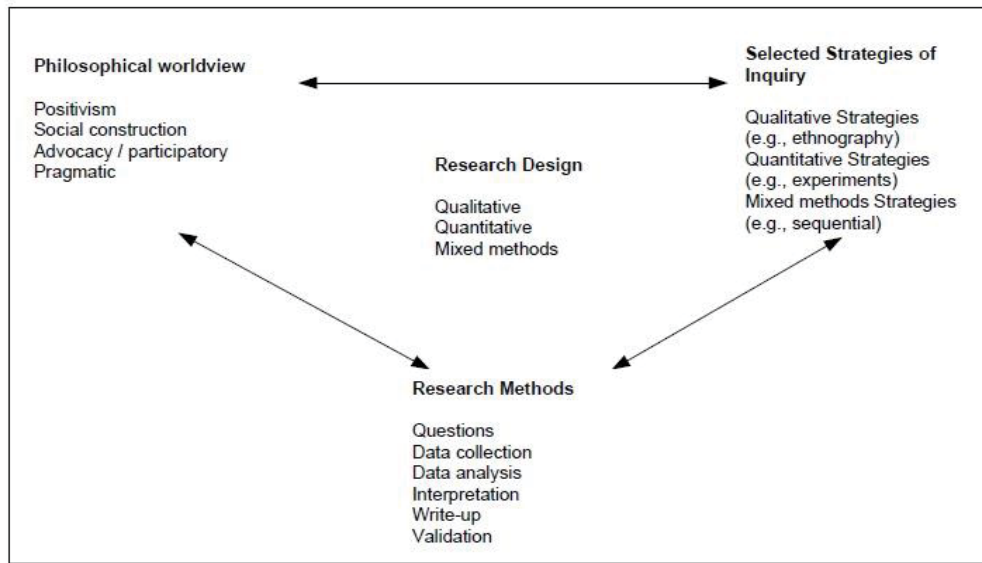 Philosophical worldview
Positivism
Social construction
Advocacy / participatory
Pragmatic
Selected Strategies of
Inquiry
Qualitative Strategies
(e.g., ethnography)
Quantitative Strategies
(e.g., experiments)
Mixed methods Strategies
(e.g., sequential)
Research Design
Qualitative
Quantitative
Mixed methods
Research Methods
Questions
Data collection
Data analysis
Interpretation
Write-up
Validation